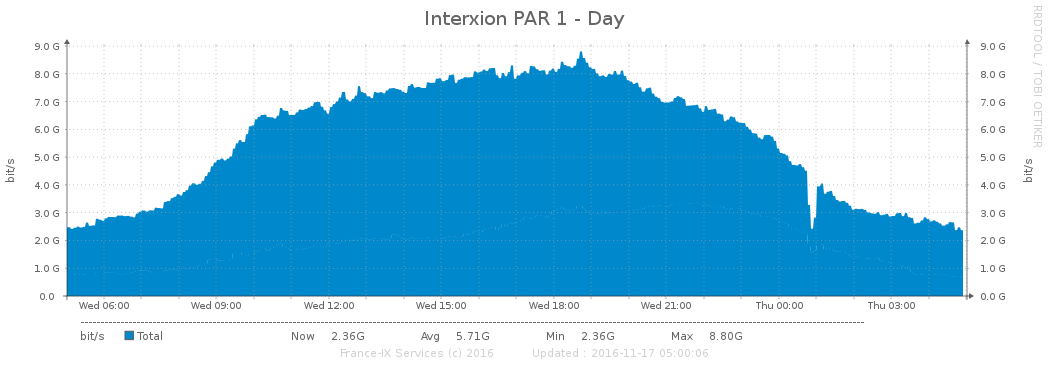 Interxion PAR 1 - Day
RRDTOOL / TOBI OETIKER
9.0 G 9.0 G
8.0 G 8.0 G
7.0 G 7.0 G
6.0 G 6.0 G
5.0 G 5.0 G
4.0 G 4.0 G
3.0 G 3.0 G
2.0 G 2.0 G
1.0 G 1.0 G
0.0 0.0 G
bit/s
bit/s
Wed 06:00 Wed 09:00 Wed 12:00 Wed 15:00 Wed 18:00 Wed 21:00 Thu 00:00 Thu 03:00
bit/s Total Now 2.36G Avg 5.71G Min 2.36G Max 8.80G
France-IX Services (c) 2016 Updated : 2016-11-17 05:00:06